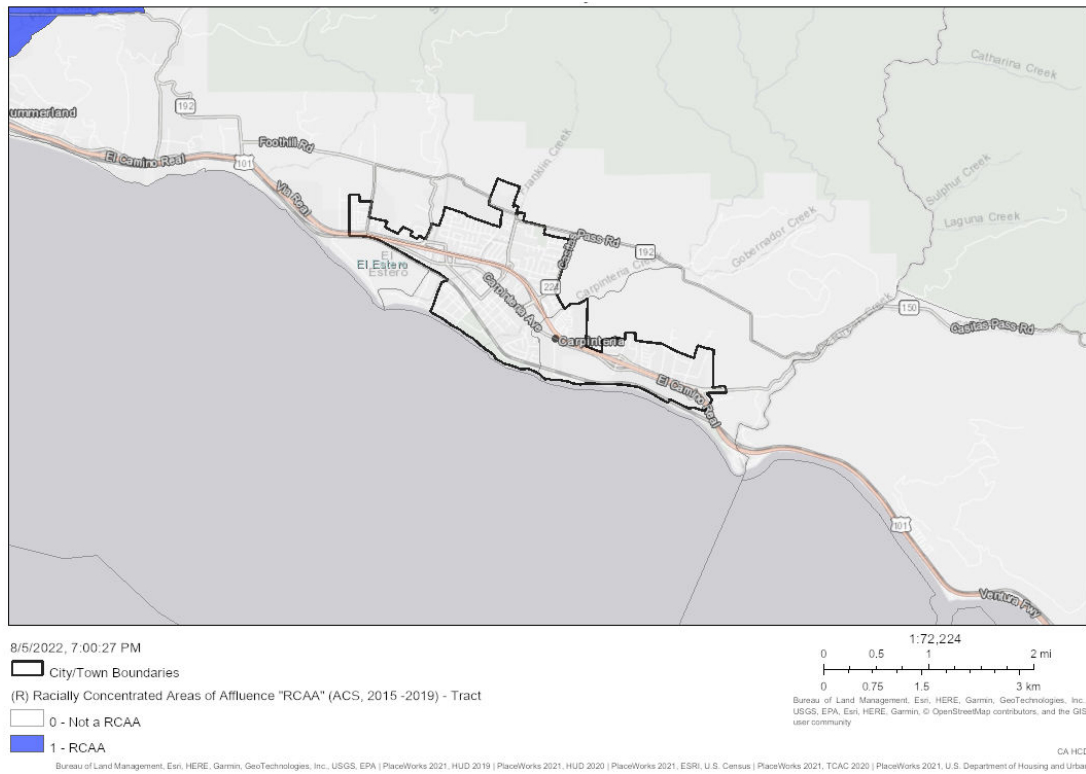 Catharina Creek
192
ummerland
El Camino Real
Foothill Rd
101
Via Real
Franklin Creek
Sulphur Creek
Laguna Creek
Gobernador Creek
Pass Rd
192
Casitas
El Estero
El Estero
224
Carpinteria Creek
Carpinteria Ave
150
Casitas Pass Rd
Carpinteria
El Camino Real
101
Ventura Fwy
8/5/2022, 7:00:27 PM
City/Town Boundaries
(R) Racially Concentrated Areas of Affluence "RCAA" (ACS, 2015 -2019) - Tract
0 - Not a RCAA
1 - RCAA
1:72,224
0 0.5 1 2 mi
0 0.75 1.5 3 km
Bureau of Land Management, Esri, HERE, Garmin, GeoTechnologies, Inc.,
USGS, EPA, Esri, HERE, Garmin, © OpenStreetMap contributors, and the GIS
user community
CA HCD
Bureau of Land Management, Esri, HERE, Garmin, GeoTechnologies, Inc., USGS, EPA | PlaceWorks 2021, HUD 2019 | PlaceWorks 2021, HUD 2020 | PlaceWorks 2021, ESRI, U.S. Census | PlaceWorks 2021, TCAC 2020 | PlaceWorks 2021, U.S. Department of Housing and Urba